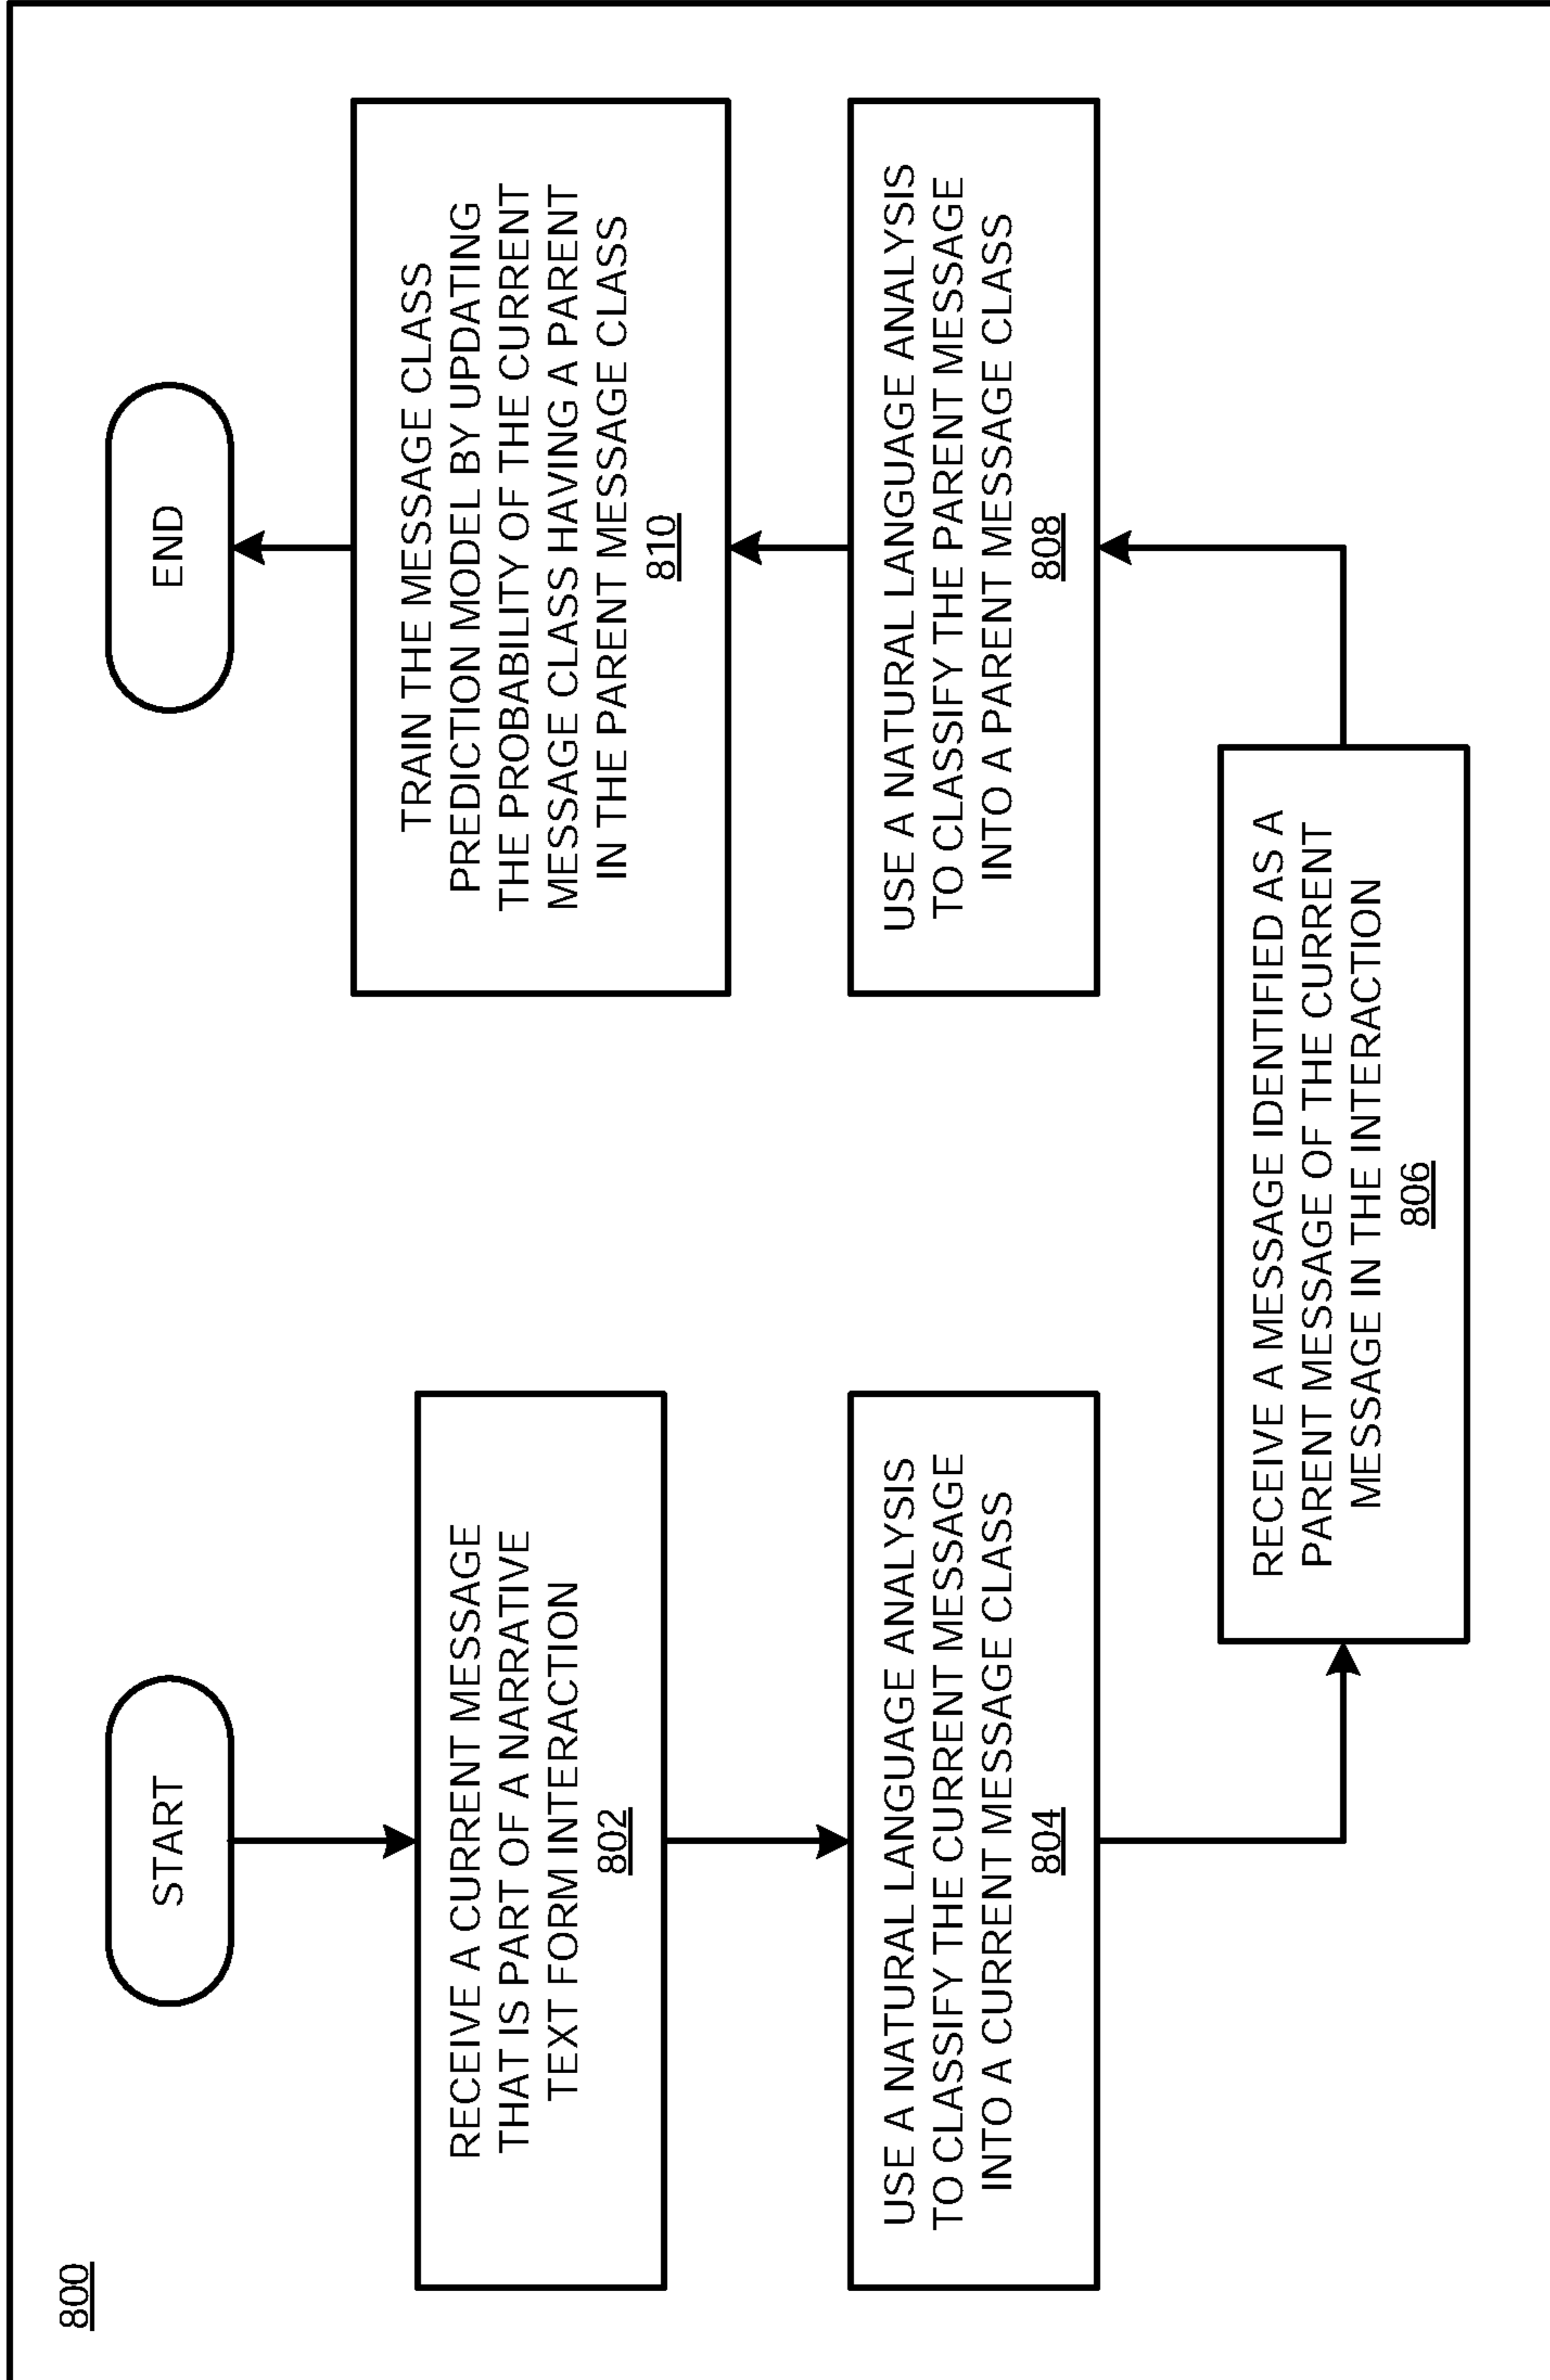 800
START
RECEIVE A CURRENT MESSAGE
THAT IS PART OF A NARRATIVE
TEXT FORM INTERACTION
802
USE A NATURAL LANGUAGE ANALYSIS
TO CLASSIFY THE CURRENT MESSAGE
INTO A CURRENT MESSAGE CLASS
804
RECEIVE A MESSAGE IDENTIFIED AS A
PARENT MESSAGE OF THE CURRENT
MESSAGE IN THE INTERACTION
806
USE A NATURAL LANGUAGE ANALYSIS
TO CLASSIFY THE PARENT MESSAGE
INTO A PARENT MESSAGE CLASS
808
TRAIN THE MESSAGE CLASS
PREDICTION MODEL BY UPDATING
THE PROBABILITY OF THE CURRENT
MESSAGE CLASS HAVING A PARENT
IN THE PARENT MESSAGE CLASS
810
END